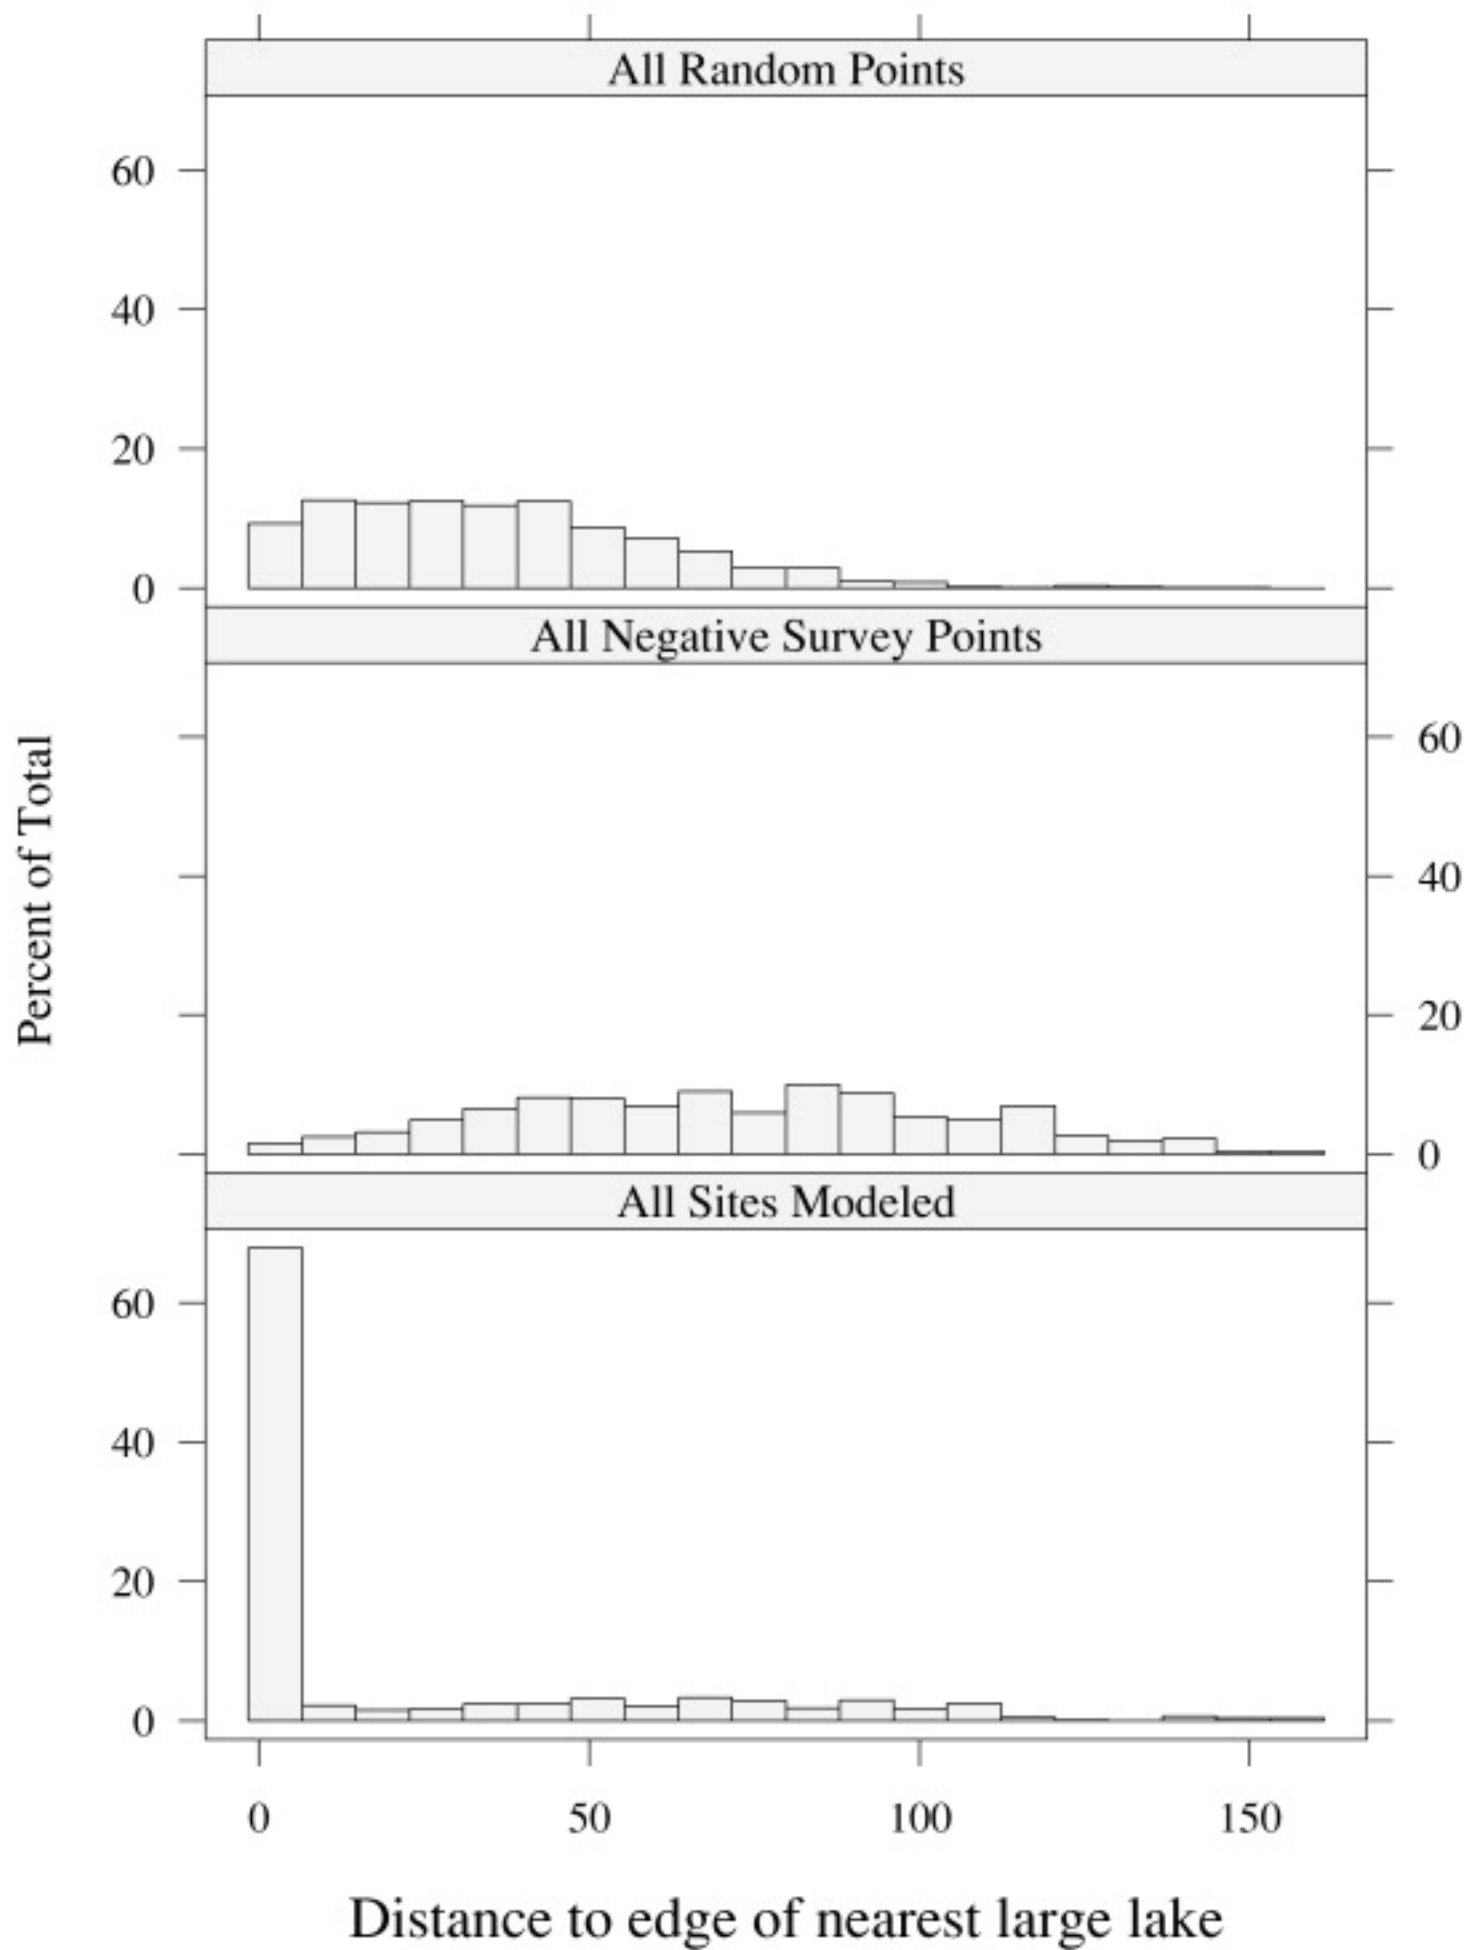 All Random Points
60
40
20
0
All Negative Survey Points
60
40
20
0
All Sites Modeled
60
40
20
0
0 50 100 150
Percent of Total
Distance to edge of nearest large lake